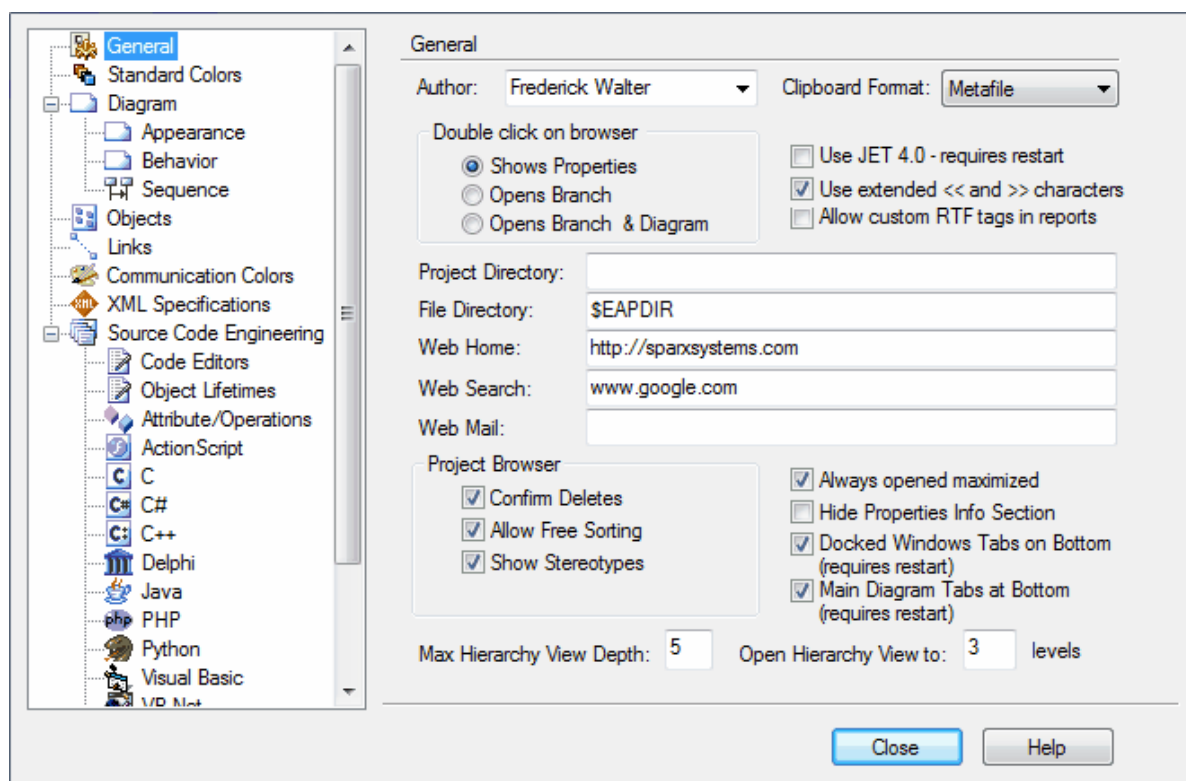 General
Standard Colors
Diagram
Appearance
Behavior
Sequence
Objects
Links
Communication Colors
XML Specifications
Source Code Engineering
Code Editors
Object Lifetimes
Attribute/Operations
ActionScript
C
C#
C++
Delphi
Java
PHP
Python
Visual Basic
VB.Net
General
Author: Frederick Walter Clipboard Format: Metafile
Double click on browser
Shows Properties
Opens Branch
Opens Branch & Diagram
Use JET 4.0 - requires restart
Use extended << and >> characters
Allow custom RTF tags in reports
Project Directory:
File Directory: $EAPDIR
Web Home: http://sparxsystems.com
Web Search: www.google.com
Web Mail:
Project Browser
Confirm Deletes
Allow Free Sorting
Show Stereotypes
Always opened maximized
Hide Properties Info Section
Docked Windows Tabs on Bottom
(requires restart)
Main Diagram Tabs at Bottom
(requires restart)
Max Hierarchy View Depth: 5 Open Hierarchy View to: 3 levels
Close Help